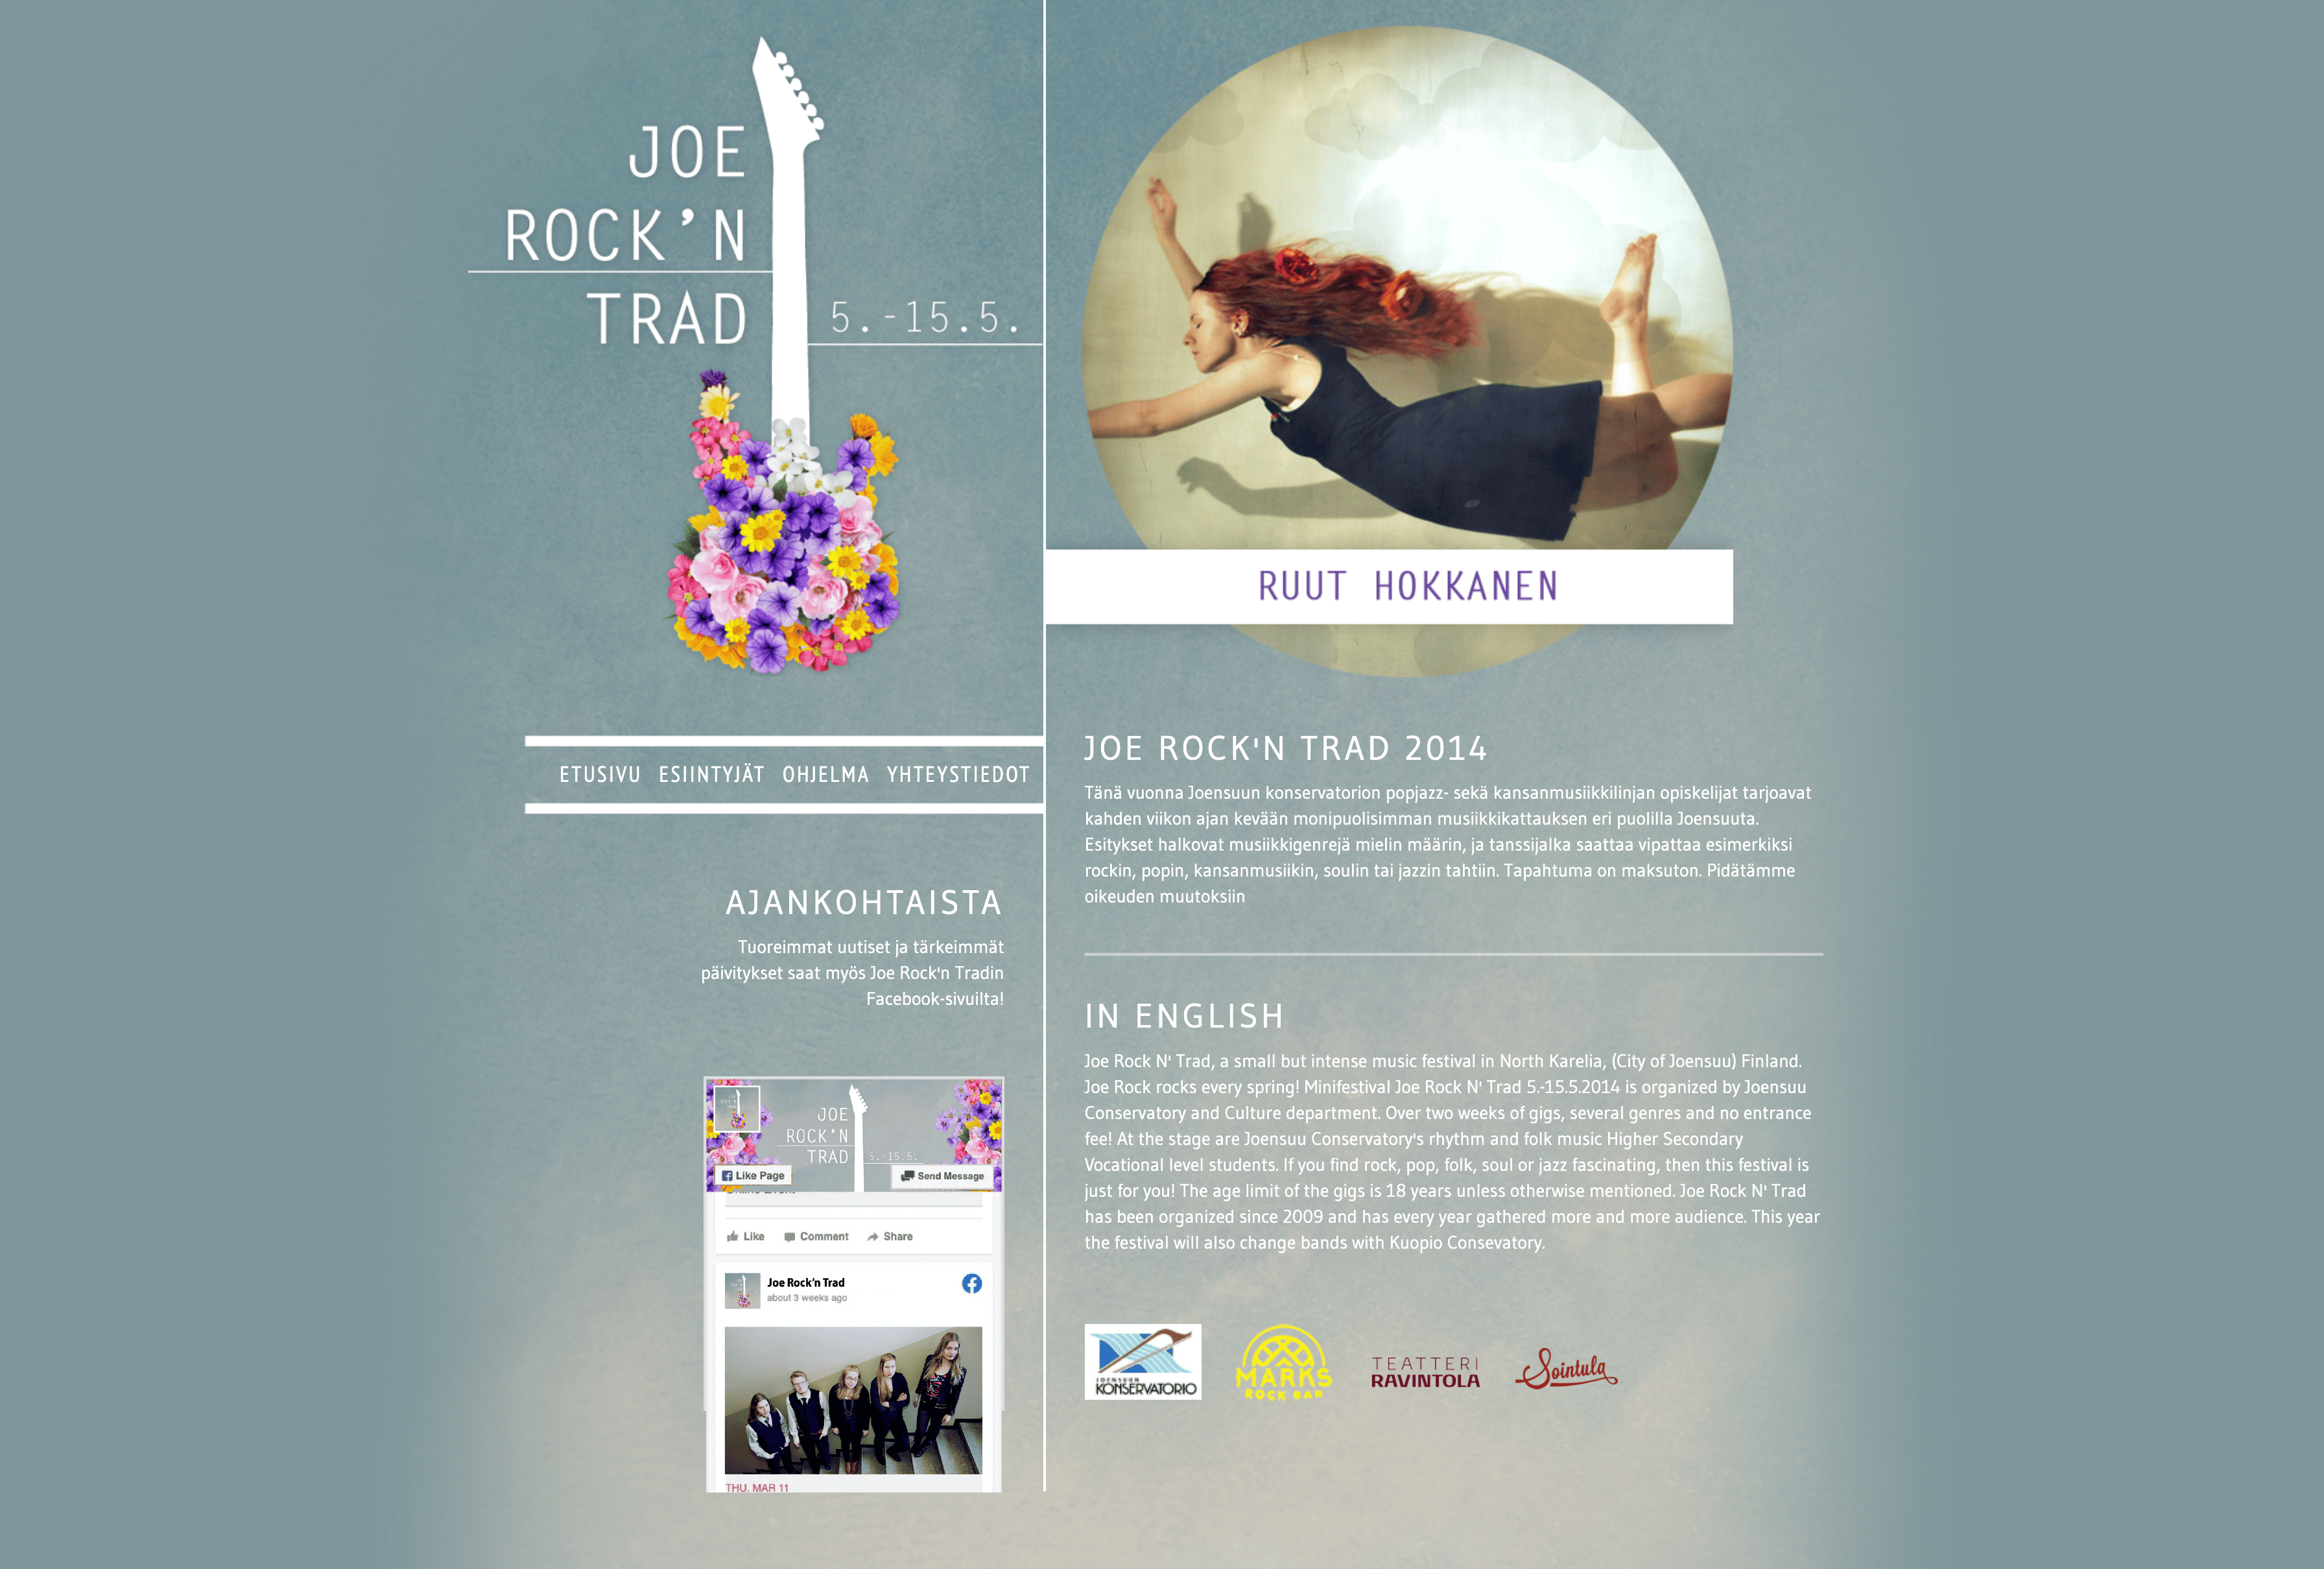 JOE
ROCK'N
TRAD
5.-15.5.
RUUT HOKKANEN
ETUSIVU ESIINTYJÄT OHJELMA YHTEYSTIEDOT
AJANKOHTAISTA
Tuoreimmat uutiset ja tärkeimmät
päivitykset saat myös Joe Rock'n Tradin
Facebook-sivuilta!
JOE
ROCK'N
TRAD
5.-15.5.
Like Page
Send Message
Like Comment Share
Joe Rock'n Trad
about 3 weeks ago
THU, MAR 11
JOE ROCK'N TRAD 2014
Tänä vuonna Joensuun konservatorion popjazz- sekä kansanmusiikkilinjan opiskelijat tarjoavat
kahden viikon ajan kevään monipuolisimman musiikkikattauksen eri puolilla Joensuuta.
Esitykset halkovat musiikkigenrejä mielin määrin, ja tanssijalka saattaa vipattaa esimerkiksi
rockin, popin, kansanmusiikin, soulin tai jazzin tahtiin. Tapahtuma on maksuton. Pidätämme
oikeuden muutoksiin
IN ENGLISH
Joe Rock N' Trad, a small but intense music festival in North Karelia, (City of Joensuu) Finland.
Joe Rock rocks every spring! Minifestival Joe Rock N' Trad 5.-15.5.2014 is organized by Joensuu
Conservatory and Culture department. Over two weeks of gigs, several genres and no entrance
fee! At the stage are Joensuu Conservatory's rhythm and folk music Higher Secondary
Vocational level students. If you find rock, pop, folk, soul or jazz fascinating, then this festival is
just for you! The age limit of the gigs is 18 years unless otherwise mentioned. Joe Rock N' Trad
has been organized since 2009 and has every year gathered more and more audience. This year
the festival will also change bands with Kuopio Consevatory.
JOENSUUN
KONSERVATORIO
MARKS
ROCK BAR
TEATTERI
RAVINTOLA
Sointula